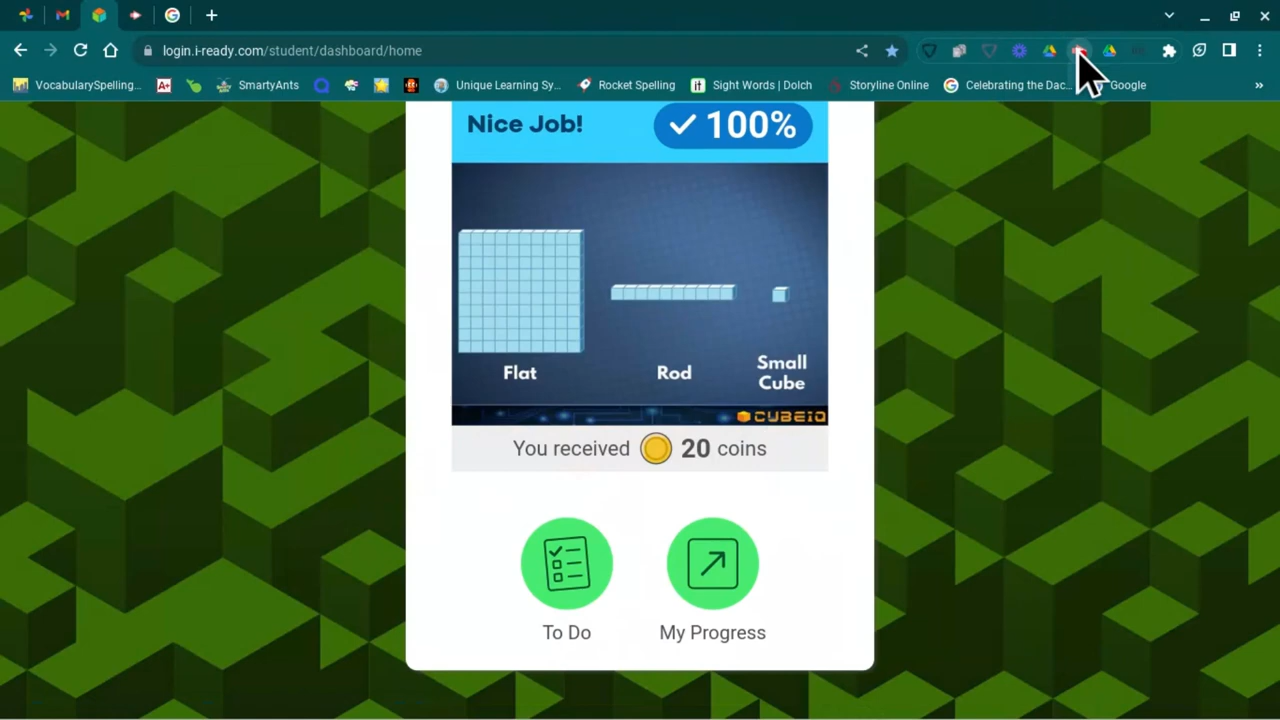 login.i-ready.com/student/dashboard/home
VocabularySpelling...
SmartyAnts
Unique Learning Sy...
Rocket Spelling
Sight Words | Dolch
Storyline Online
Celebrating the Dac...
Google
»
Nice Job!
100%
Flat
Rod
Small
Cube
CUBEIQ
You received 20 coins
To Do
My Progress